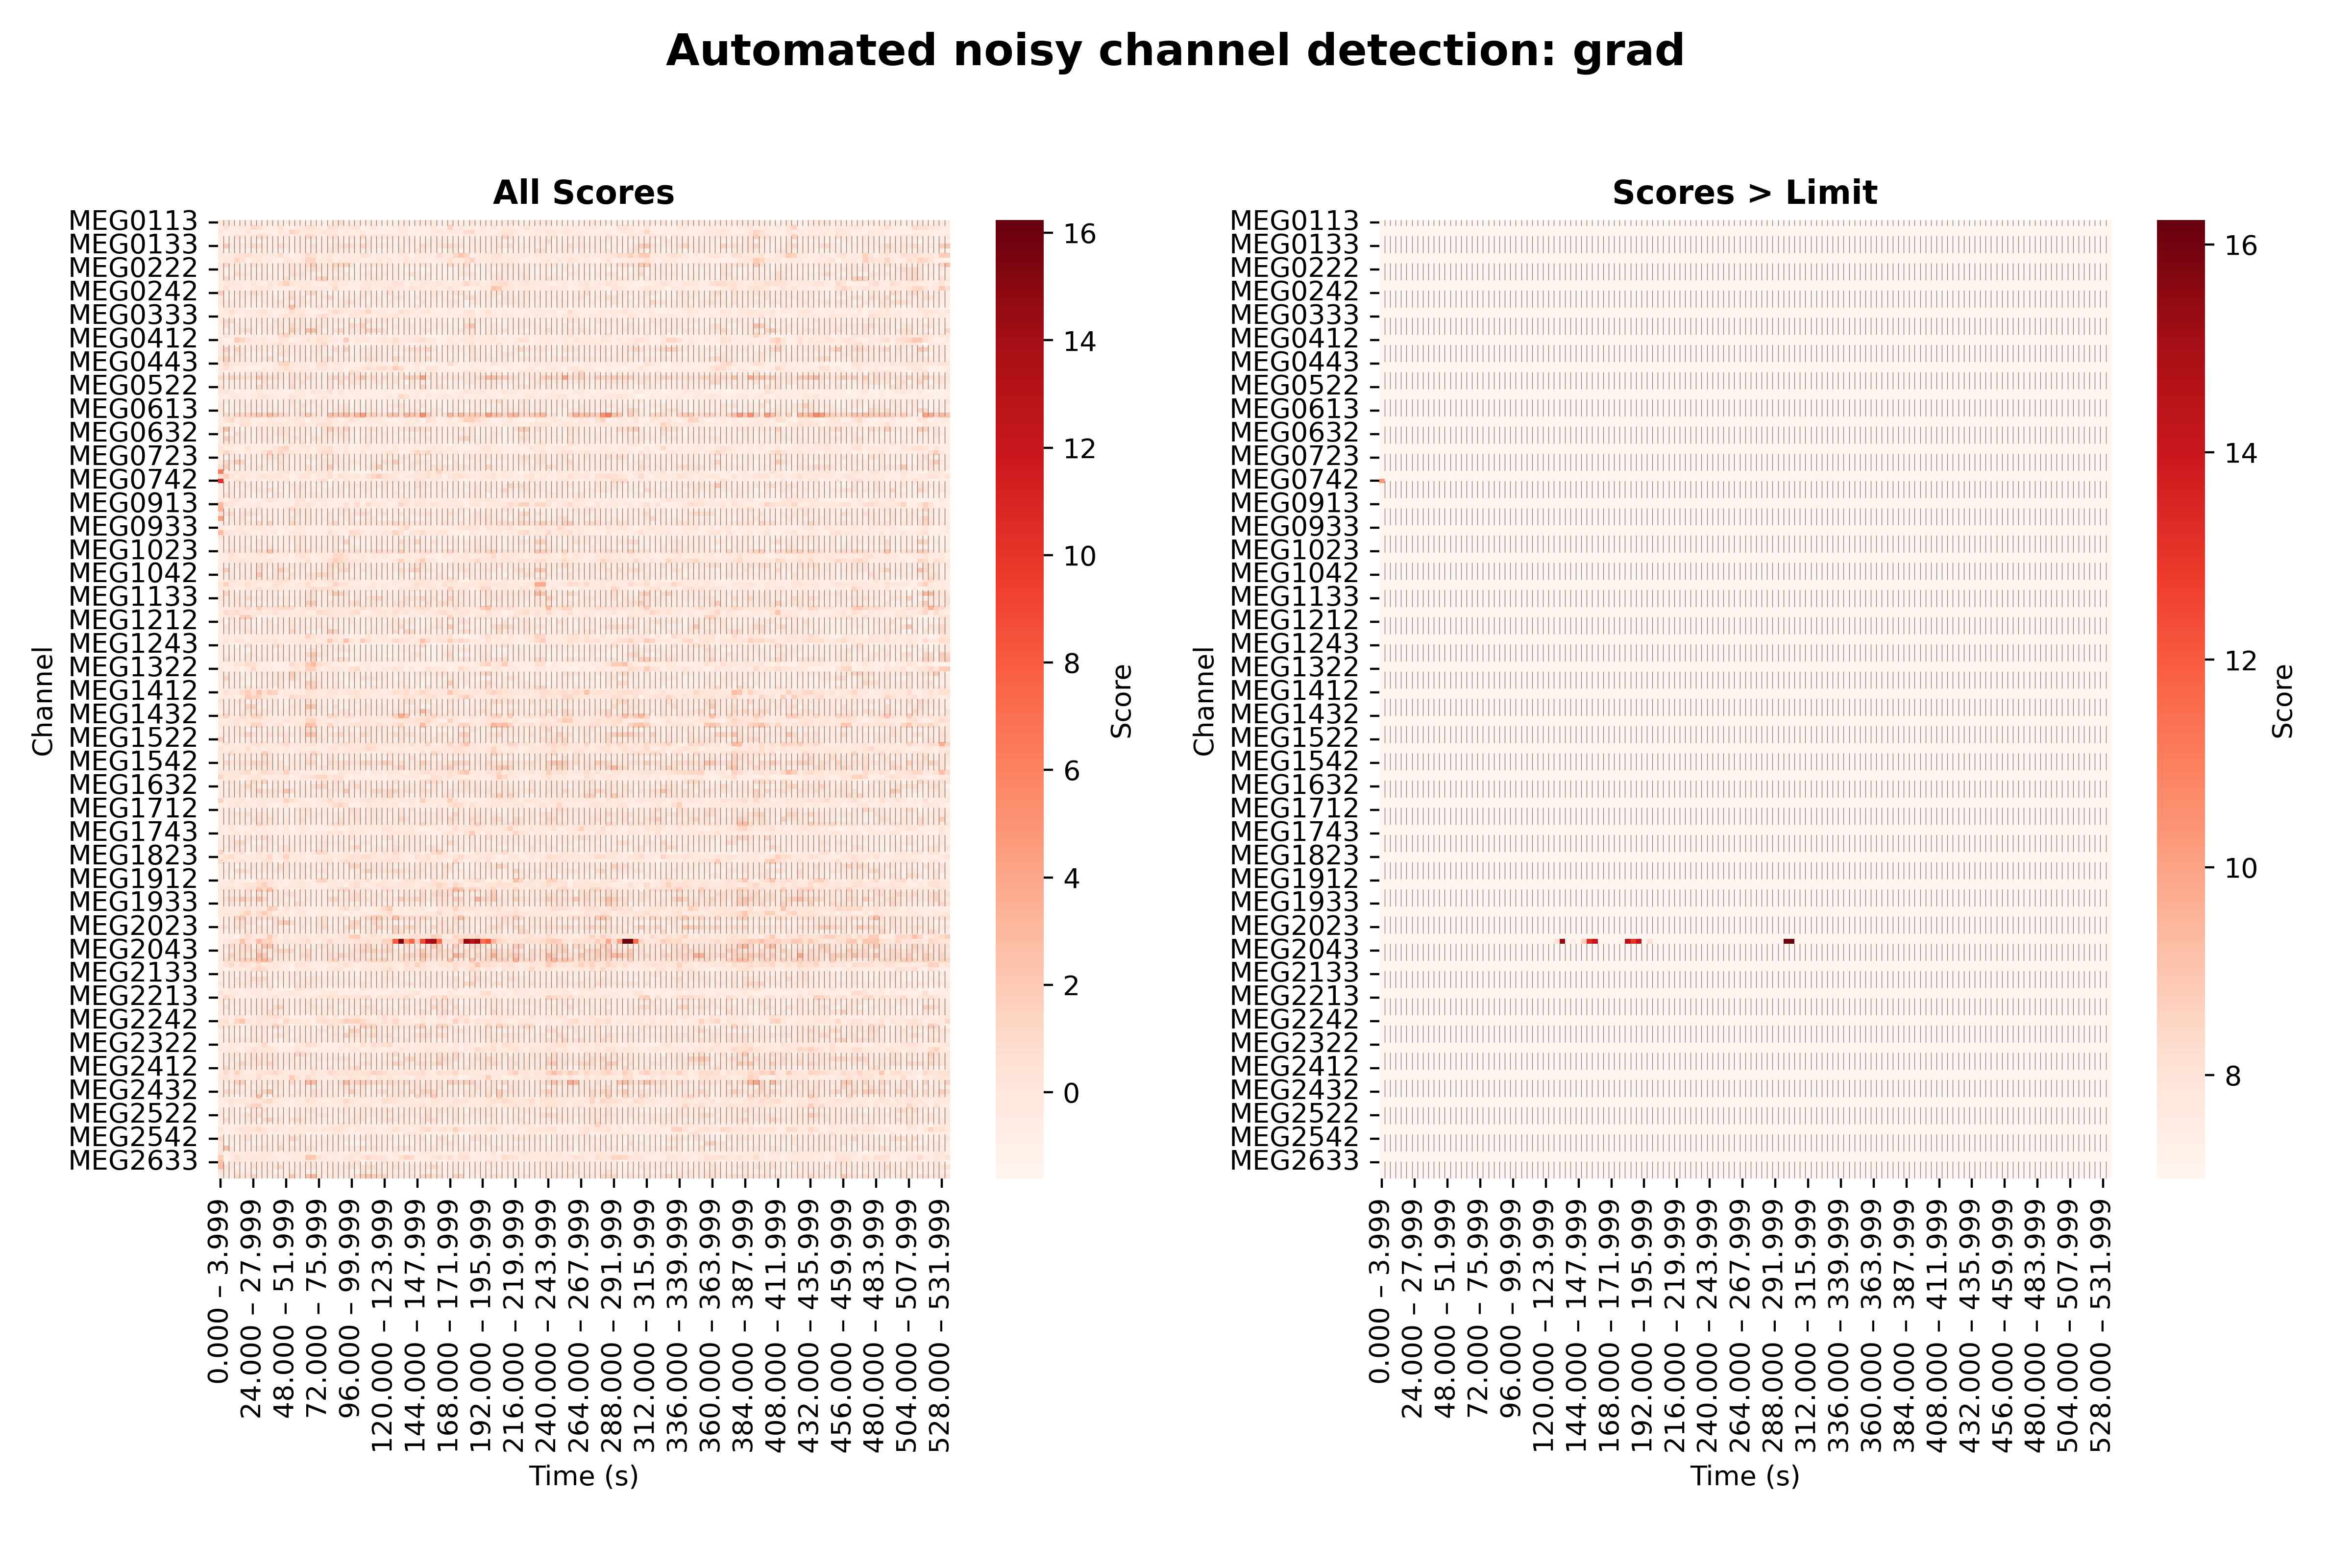 Automated noisy channel detection: grad
All Scores
MEG0113
MEG0133
MEG0222
MEG0242
MEG0333
MEG0412
MEG0443
MEG0522
MEG0613
MEG0632
MEG0723
MEG0742
MEG0913
MEG0933
MEG1023
MEG1042
MEG1133
MEG1212
MEG1243
MEG1322
MEG1412
MEG1432
MEG1522
MEG1542
MEG1632
MEG1712
MEG1743
MEG1823
MEG1912
MEG1933
MEG2023
MEG2043
MEG2133
MEG2213
MEG2242
MEG2322
MEG2412
MEG2432
MEG2522
MEG2542
MEG2633
Channel
0.000 – 3.999
24.000 – 27.999
48.000 – 51.999
72.000 – 75.999
96.000 – 99.999
120.000 – 123.999
144.000 – 147.999
168.000 – 171.999
192.000 – 195.999
216.000 – 219.999
240.000 – 243.999
264.000 – 267.999
288.000 – 291.999
312.000 – 315.999
336.000 – 339.999
360.000 – 363.999
384.000 – 387.999
408.000 – 411.999
432.000 – 435.999
456.000 – 459.999
480.000 – 483.999
504.000 – 507.999
528.000 – 531.999
Time (s)
16
14
12
10
8
6
4
2
0
Score
Scores > Limit
MEG0113
MEG0133
MEG0222
MEG0242
MEG0333
MEG0412
MEG0443
MEG0522
MEG0613
MEG0632
MEG0723
MEG0742
MEG0913
MEG0933
MEG1023
MEG1042
MEG1133
MEG1212
MEG1243
MEG1322
MEG1412
MEG1432
MEG1522
MEG1542
MEG1632
MEG1712
MEG1743
MEG1823
MEG1912
MEG1933
MEG2023
MEG2043
MEG2133
MEG2213
MEG2242
MEG2322
MEG2412
MEG2432
MEG2522
MEG2542
MEG2633
Channel
0.000 – 3.999
24.000 – 27.999
48.000 – 51.999
72.000 – 75.999
96.000 – 99.999
120.000 – 123.999
144.000 – 147.999
168.000 – 171.999
192.000 – 195.999
216.000 – 219.999
240.000 – 243.999
264.000 – 267.999
288.000 – 291.999
312.000 – 315.999
336.000 – 339.999
360.000 – 363.999
384.000 – 387.999
408.000 – 411.999
432.000 – 435.999
456.000 – 459.999
480.000 – 483.999
504.000 – 507.999
528.000 – 531.999
Time (s)
16
14
12
10
8
Score